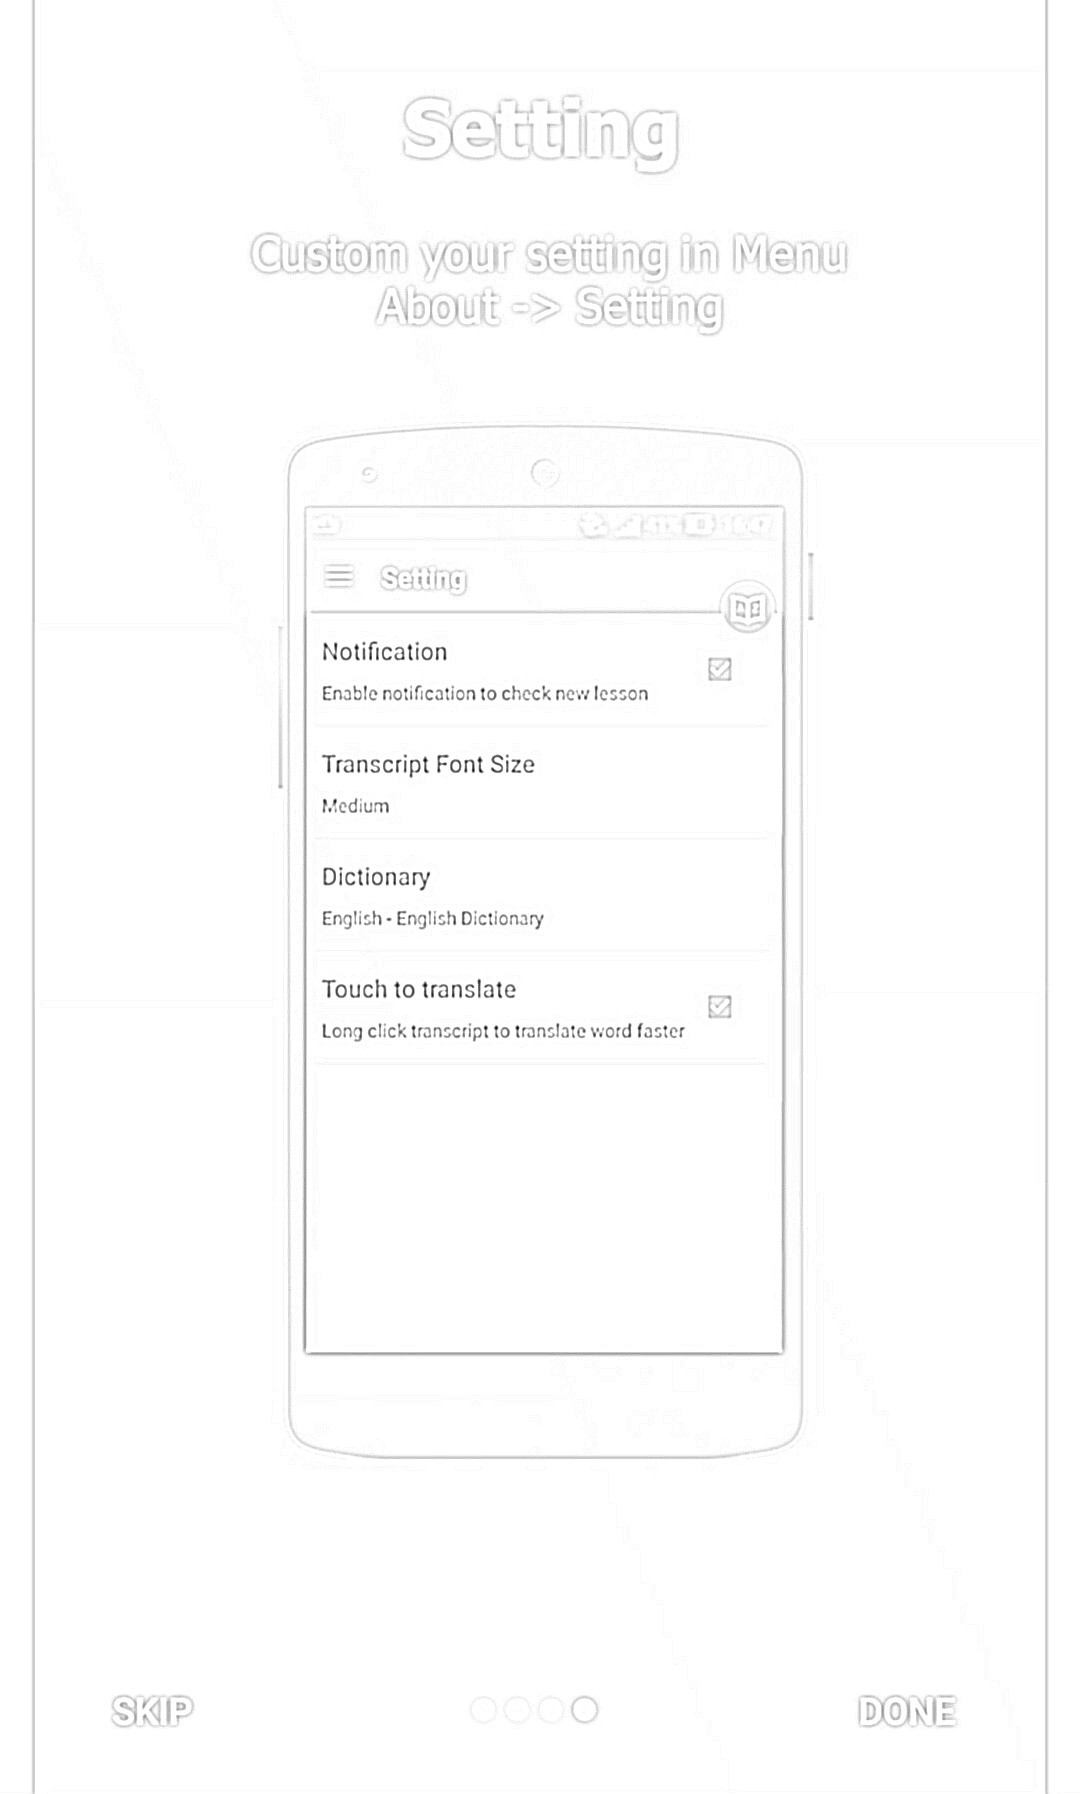 Setting
Custom your setting in Menu
About -> Setting
Setting
Notification
Enable notification to check new lesson
Transcript Font Size
Medium
Dictionary
English - English Dictionary
Touch to translate
Long click transcript to translate word faster
SKIP
DONE